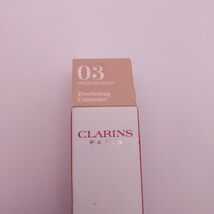 03
MEDIUM DEEP
Everlasting
Concealer
CLARINS
PARIS